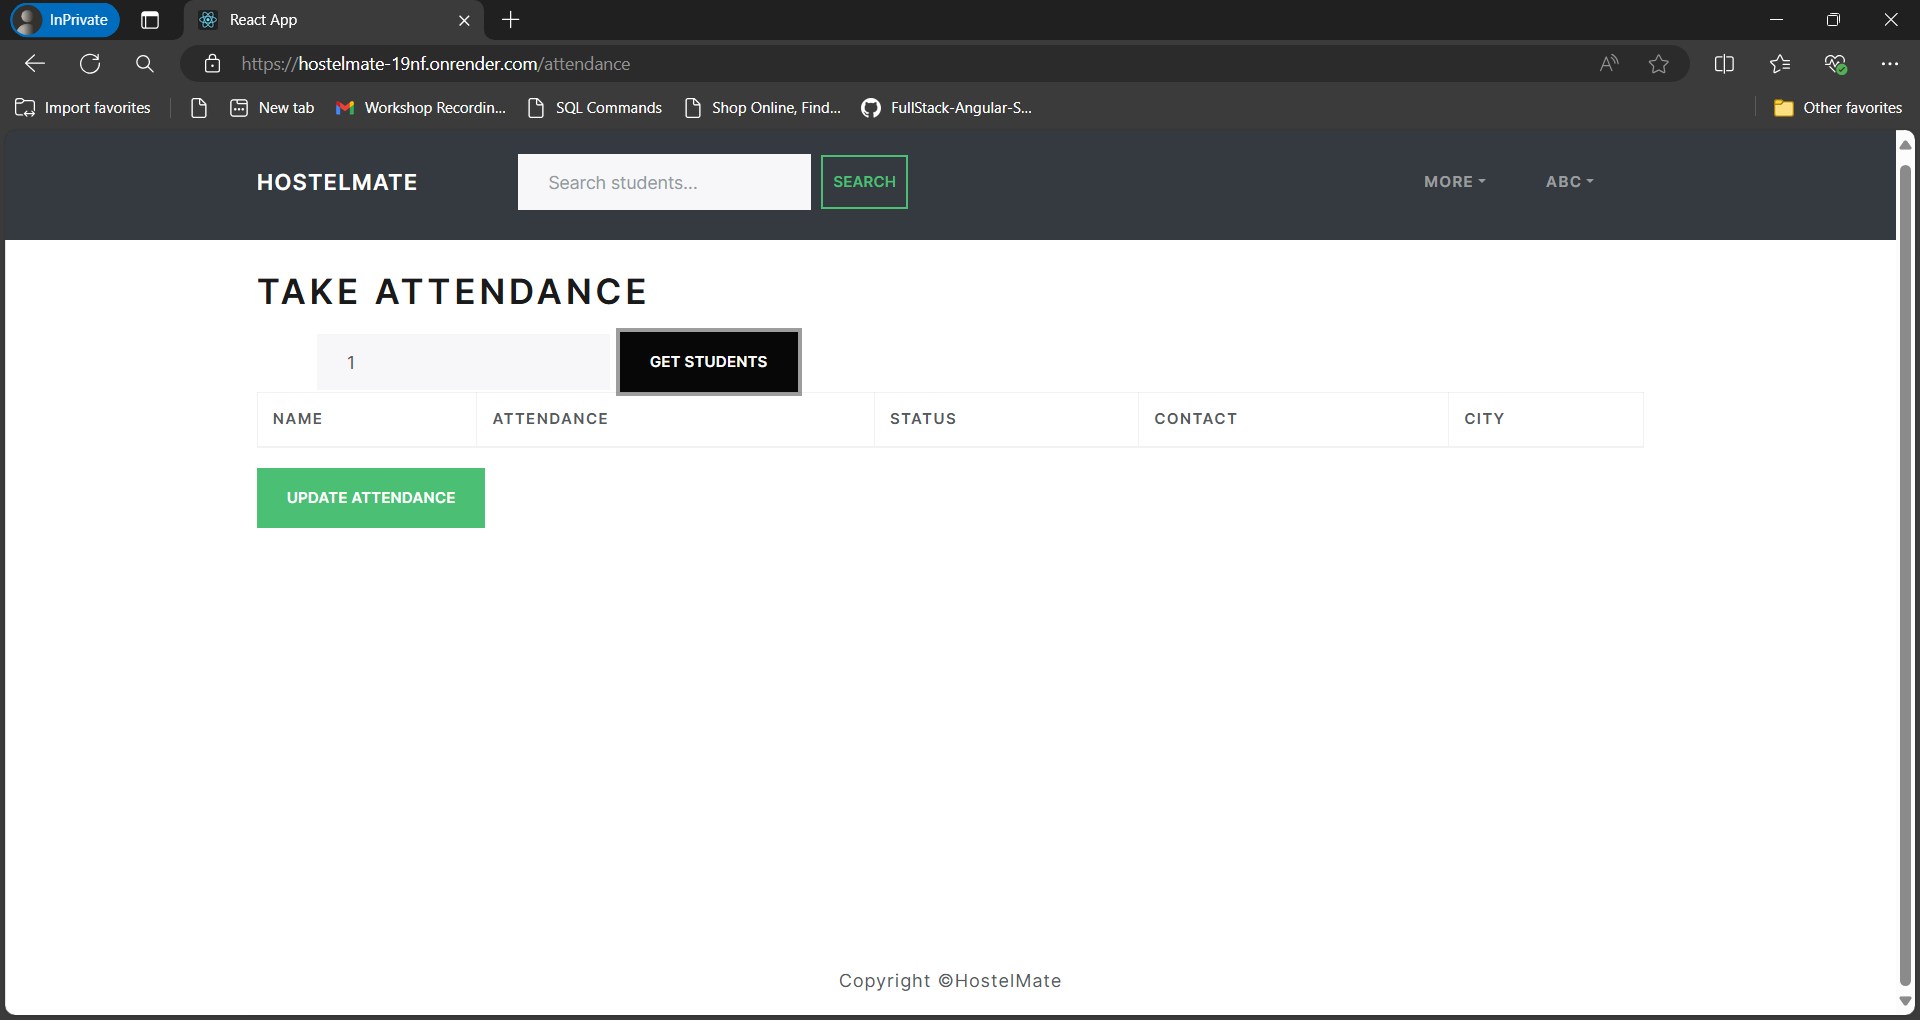 InPrivate
React App
https://hostelmate-19nf.onrender.com/attendance
Import favorites
New tab
Workshop Recordin...
SQL Commands
Shop Online, Find...
FullStack-Angular-S...
Other favorites
HOSTELMATE
Search students...
SEARCH
MORE
ABC
TAKE ATTENDANCE
1
GET STUDENTS
NAME
ATTENDANCE
STATUS
CONTACT
CITY
UPDATE ATTENDANCE
Copyright ©HostelMate